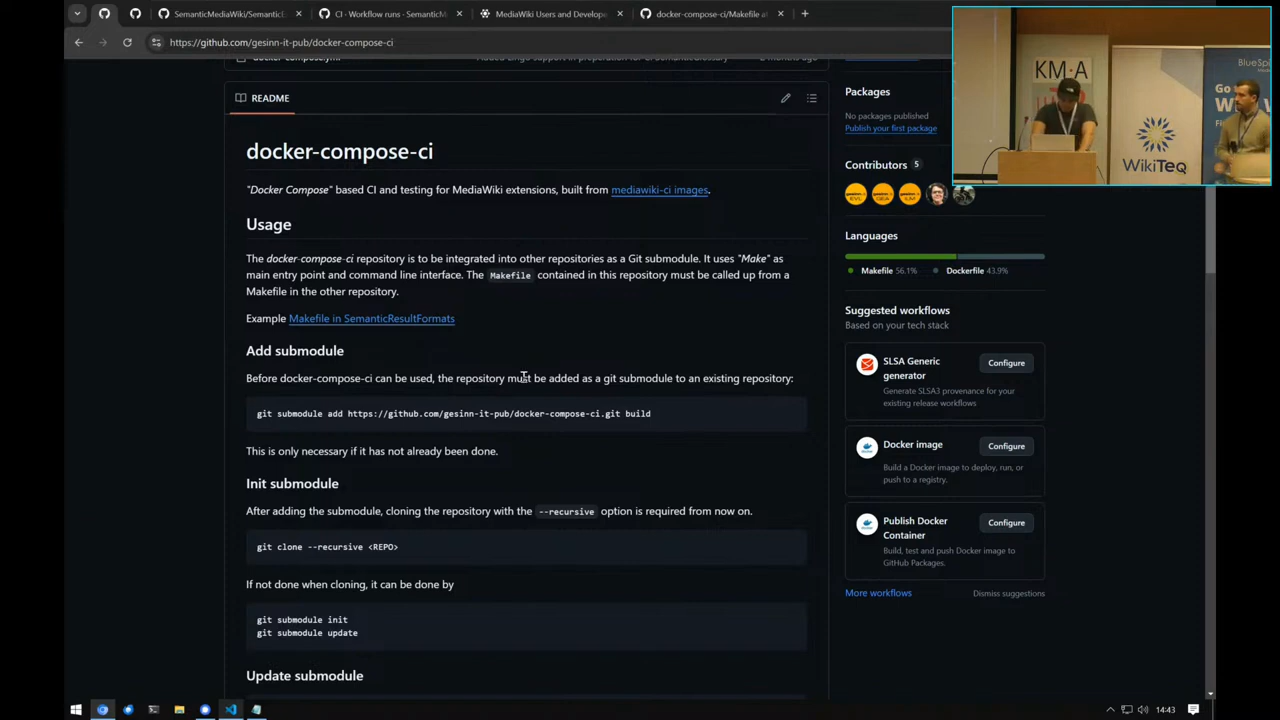 SemanticMediaWiki/Semantic
CI · Workflow runs · SemanticM
MediaWiki Users and Develope
docker-compose-ci/Makefile a
https://github.com/gesinn-it-pub/docker-compose-ci
README
docker-compose-ci
"Docker Compose" based CI and testing for MediaWiki extensions, built from mediawiki-ci images.
Usage
The docker-compose-ci repository is to be integrated into other repositories as a Git submodule. It uses "Make" as
main entry point and command line interface. The Makefile contained in this repository must be called up from a
Makefile in the other repository.
Example Makefile in SemanticResultFormats
Add submodule
Before docker-compose-ci can be used, the repository must be added as a git submodule to an existing repository:
git submodule add https://github.com/gesinn-it-pub/docker-compose-ci.git build
This is only necessary if it has not already been done.
Init submodule
After adding the submodule, cloning the repository with the --recursive option is required from now on.
git clone --recursive <REPO>
If not done when cloning, it can be done by
git submodule init
git submodule update
Update submodule
Packages
No packages published
Publish your first package
Contributors 5
gesinn
EVL
gesinn
GEA
gesinn
ILM
Languages
Makefile 56.1%
Dockerfile 43.9%
Suggested workflows
Based on your tech stack
SLSA Generic
generator
Configure
Generate SLSA3 provenance for your
existing release workflows
Docker image
Configure
Build a Docker image to deploy, run, or
push to a registry.
Publish Docker
Container
Configure
Build, test and push Docker image to
GitHub Packages.
More workflows
Dismiss suggestions
KM-A
WikiTeq
BlueSpi
Go
14:43